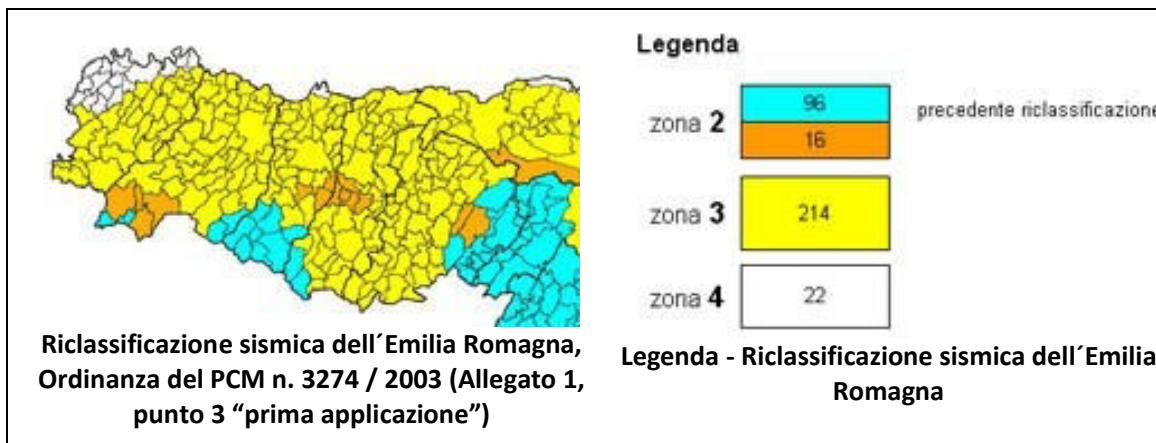 Legenda
zona 2
96
precedente riclassificazione
16
zona 3
214
zona 4
22
Riclassificazione sismica dell´Emilia Romagna,
Ordinanza del PCM n. 3274 / 2003 (Allegato 1,
punto 3 “prima applicazione”)
Legenda - Riclassificazione sismica dell´Emilia
Romagna